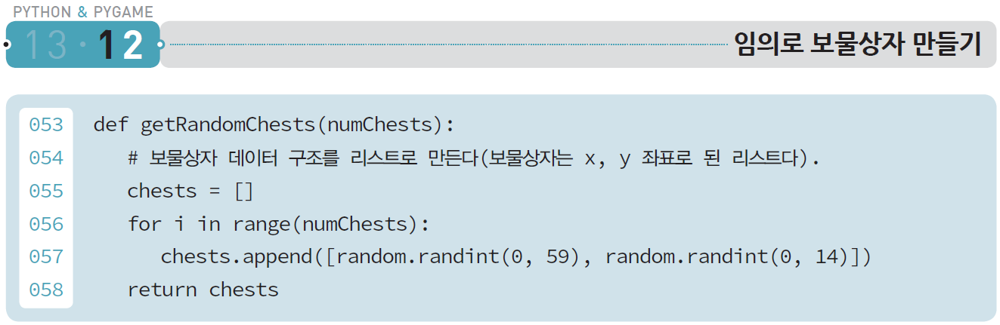 PYTHON & PYGAME
13·12 임의로 보물상자 만들기
053 def getRandomChests(numChests):
054 # 보물상자 데이터 구조를 리스트로 만든다(보물상자는 x, y 좌표로 된 리스트다).
055 chests = []
056 for i in range(numChests):
057 chests.append([random.randint(0, 59), random.randint(0, 14)])
058 return chests